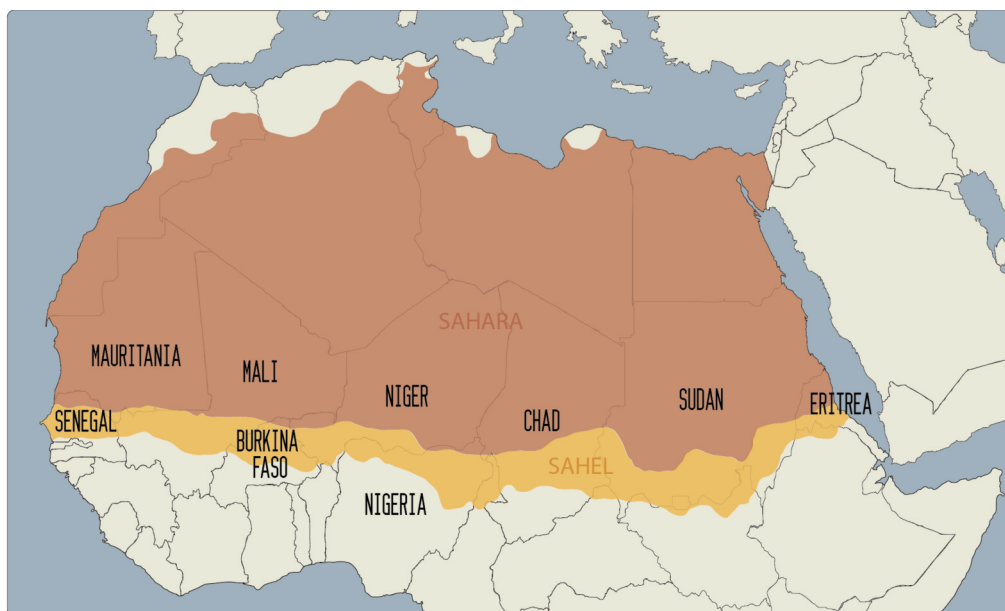 SAHARA
MAURITANIA
MALI
NIGER
CHAD
SUDAN
ERITREA
SENEGAL
BURKINA
FASO
SAHEL
NIGERIA